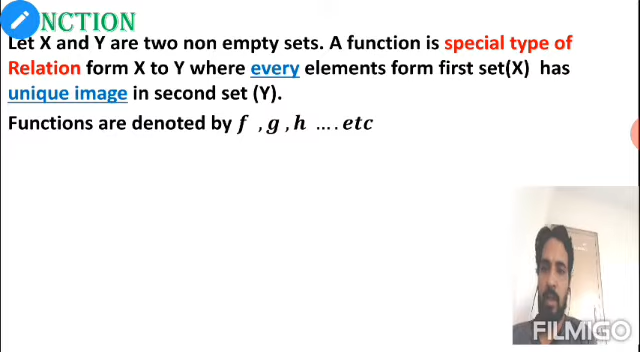 NCTION
Let X and Y are two non empty sets. A function is special type of
Relation form X to Y where every elements form first set(X) has
unique image in second set (Y).
Functions are denoted by f , g , h .... etc
FILMIGO